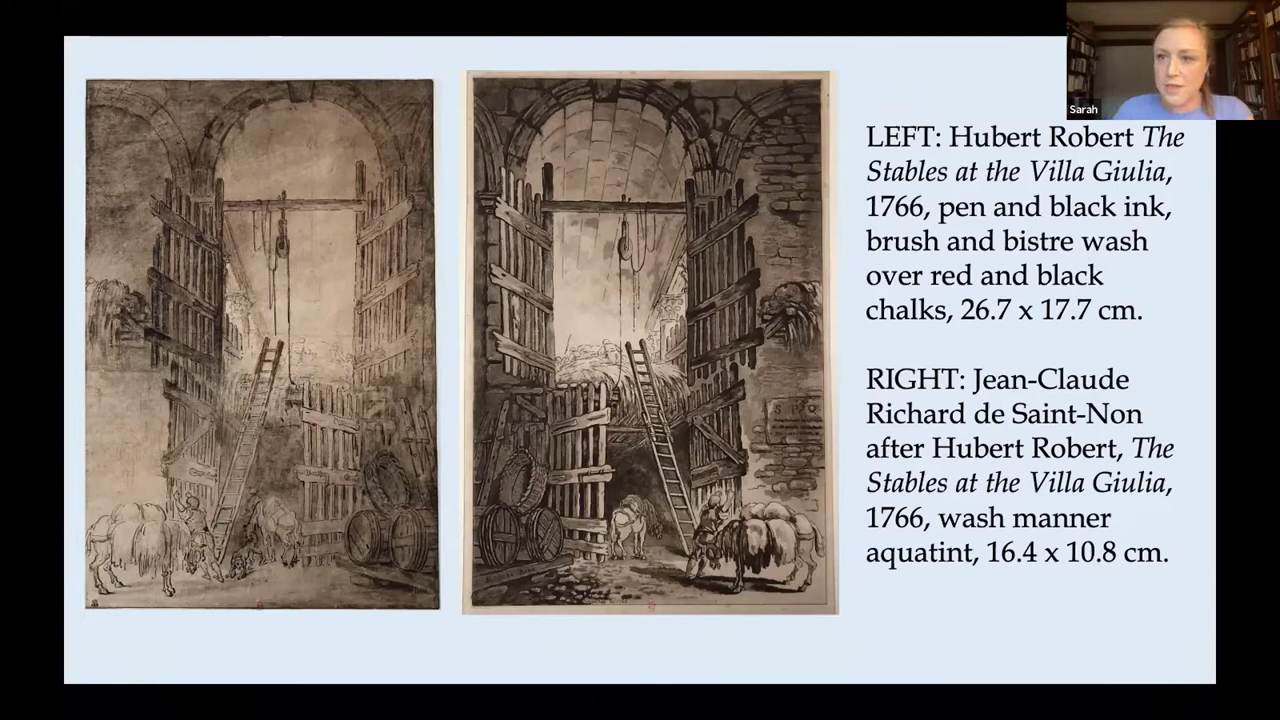 Sarah
LEFT: Hubert Robert The
Stables at the Villa Giulia,
1766, pen and black ink,
brush and bistre wash
over red and black
chalks, 26.7 x 17.7 cm.
RIGHT: Jean-Claude
Richard de Saint-Non
after Hubert Robert, The
Stables at the Villa Giulia,
1766, wash manner
aquatint, 16.4 x 10.8 cm.
S P Q